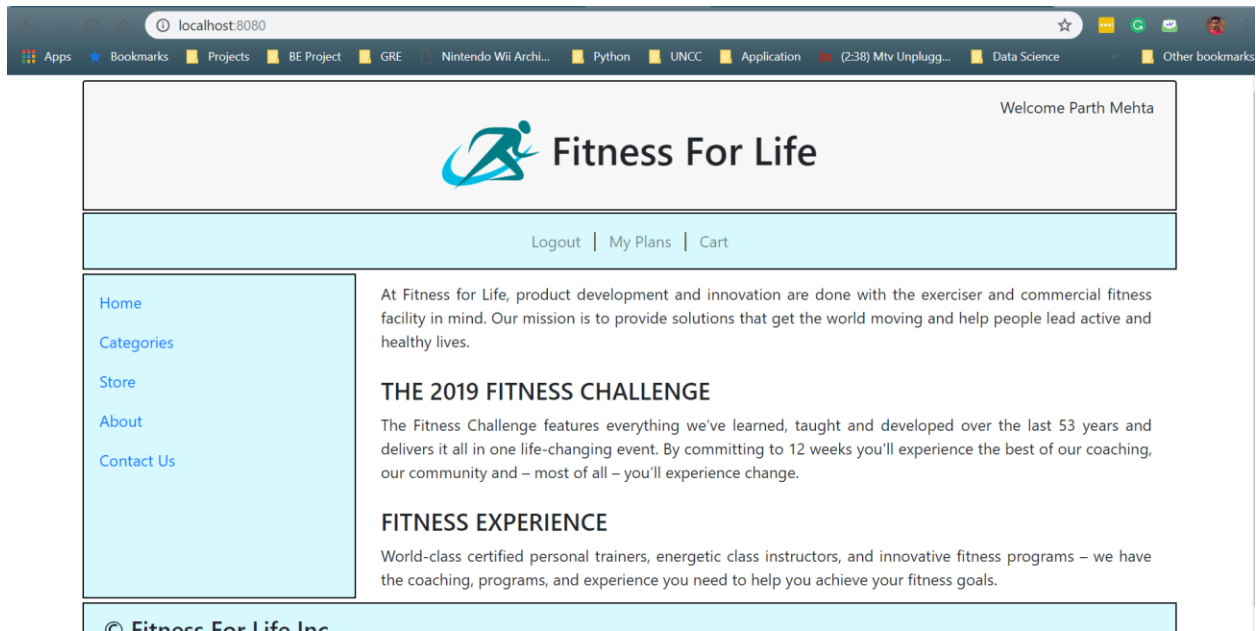 localhost:8080
Apps Bookmarks Projects BE Project GRE Nintendo Wii Archi... Python UNCC Application (2:38) Mtv Unplugg... Data Science Other bookmarks
Welcome Parth Mehta
Fitness For Life
Logout | My Plans | Cart
Home
Categories
Store
About
Contact Us
At Fitness for Life, product development and innovation are done with the exerciser and commercial fitness
facility in mind. Our mission is to provide solutions that get the world moving and help people lead active and
healthy lives.
THE 2019 FITNESS CHALLENGE
The Fitness Challenge features everything we've learned, taught and developed over the last 53 years and
delivers it all in one life-changing event. By committing to 12 weeks you'll experience the best of our coaching,
our community and – most of all – you'll experience change.
FITNESS EXPERIENCE
World-class certified personal trainers, energetic class instructors, and innovative fitness programs – we have
the coaching, programs, and experience you need to help you achieve your fitness goals.
© Fitness For Life Inc